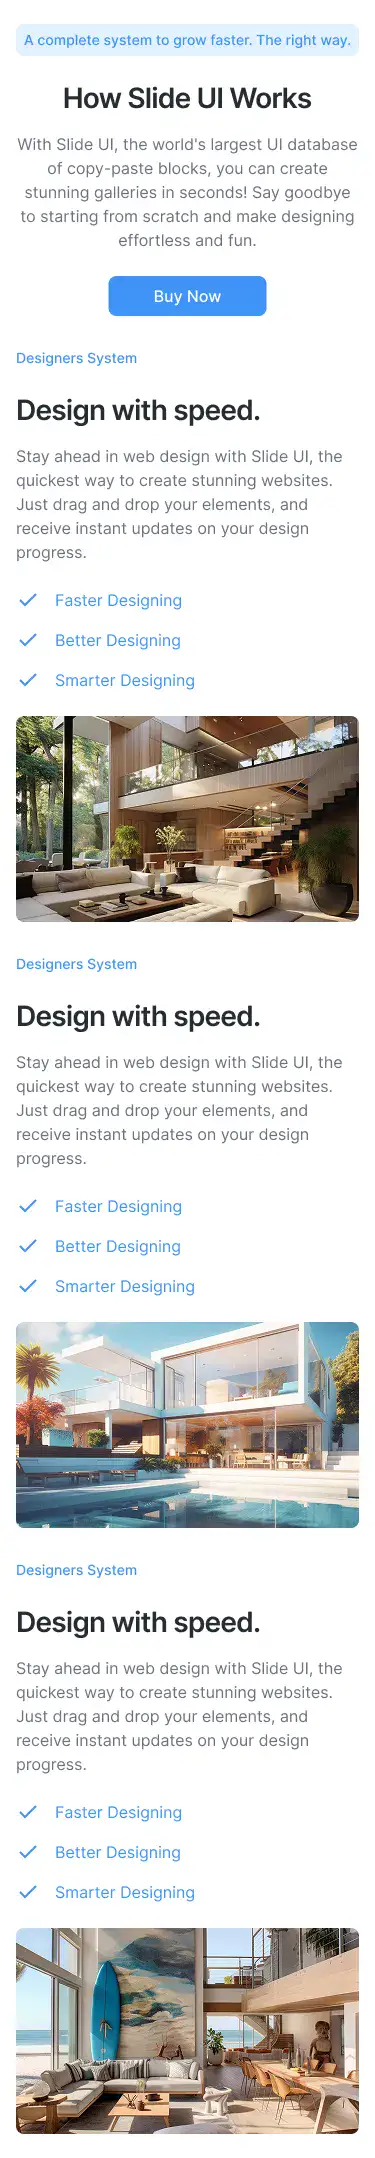 A complete system to grow faster. The right way.
How Slide UI Works
With Slide UI, the world's largest UI database
of copy-paste blocks, you can create
stunning galleries in seconds! Say goodbye
to starting from scratch and make designing
effortless and fun.
Buy Now
Designers System
Design with speed.
Stay ahead in web design with Slide UI, the
quickest way to create stunning websites.
Just drag and drop your elements, and
receive instant updates on your design
progress.
Faster Designing
Better Designing
Smarter Designing
Designers System
Design with speed.
Stay ahead in web design with Slide UI, the
quickest way to create stunning websites.
Just drag and drop your elements, and
receive instant updates on your design
progress.
Faster Designing
Better Designing
Smarter Designing
Designers System
Design with speed.
Stay ahead in web design with Slide UI, the
quickest way to create stunning websites.
Just drag and drop your elements, and
receive instant updates on your design
progress.
Faster Designing
Better Designing
Smarter Designing